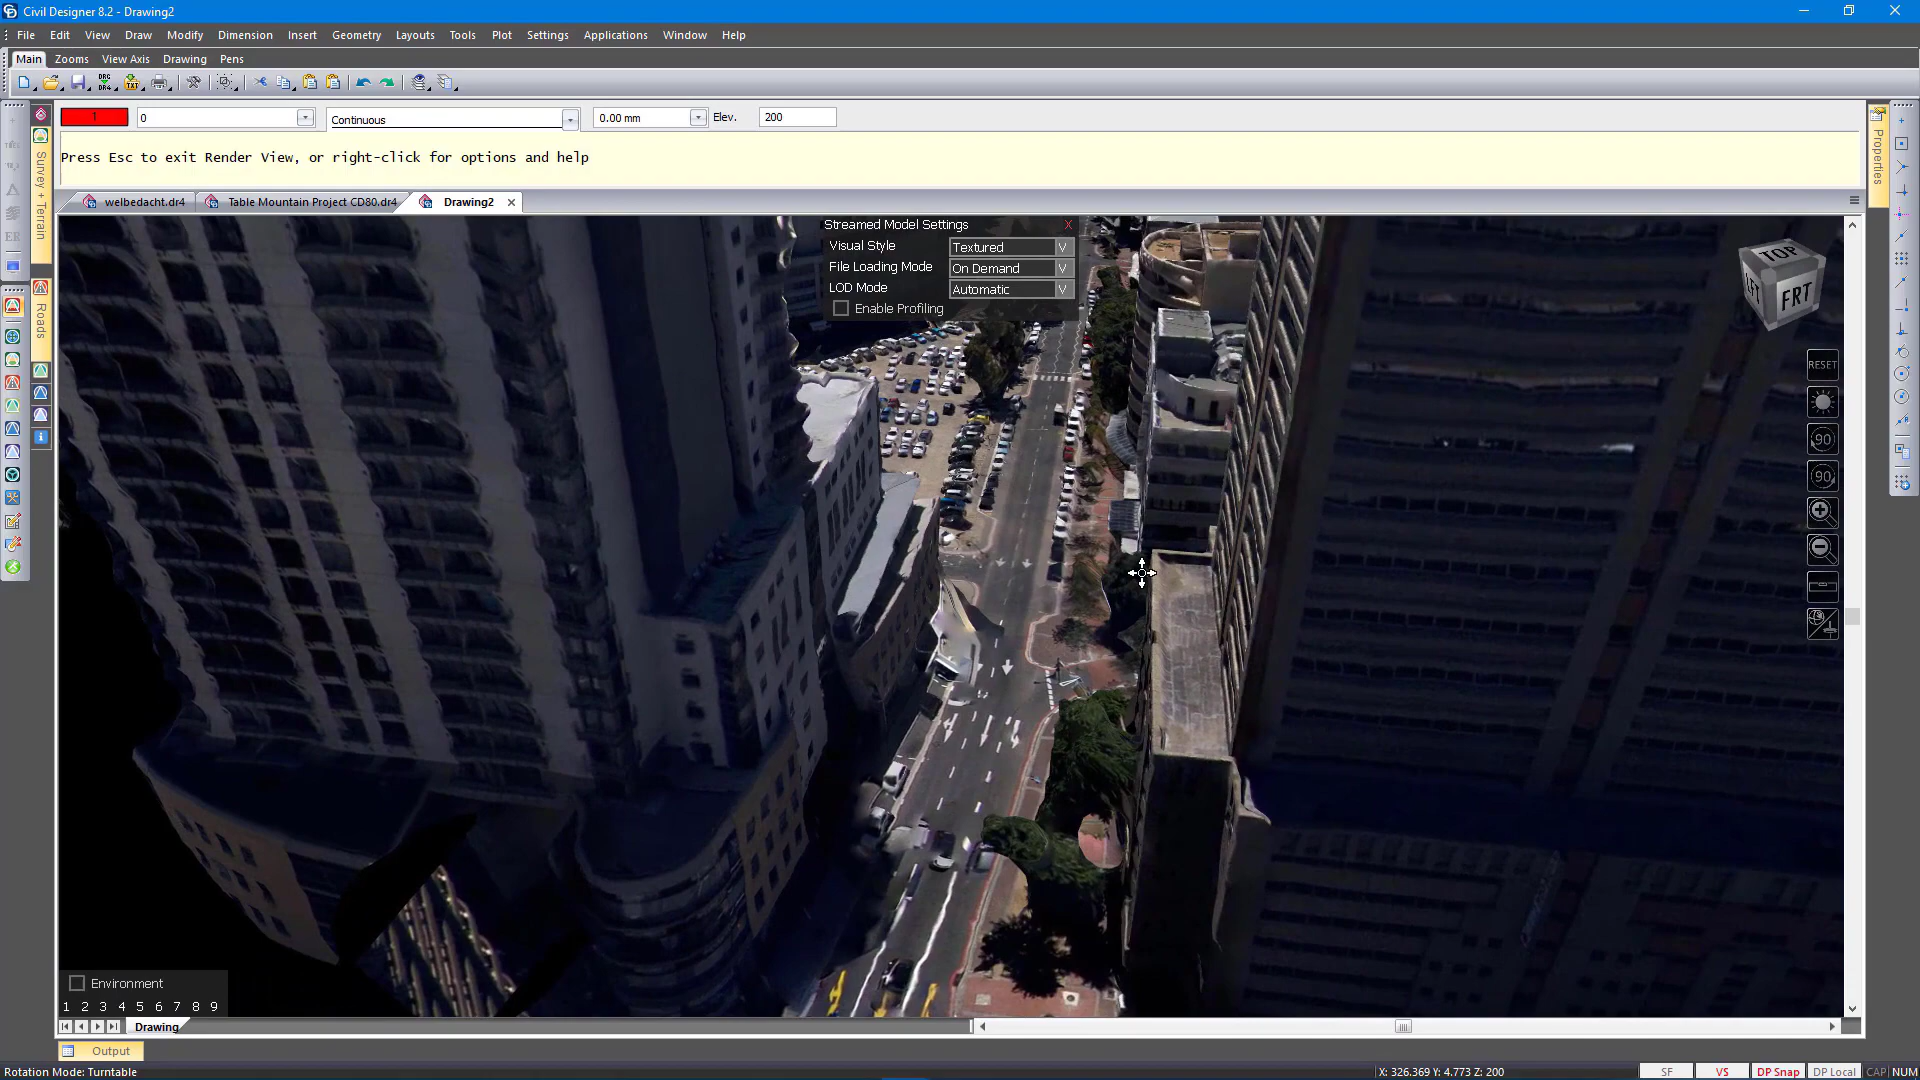 Civil Designer 8.2 - Drawing2
File Edit View Draw Modify Dimension Insert Geometry Layouts Tools Plot Settings Applications Window Help
Main Zooms View Axis Drawing Pens
1 0 Continuous 0.00 mm Elev. 200
Press Esc to exit Render View, or right-click for options and help
welbedacht.dr4 Table Mountain Project CD80.dr4 Drawing2
Survey + Terrain
Roads
Properties
Streamed Model Settings X
Visual Style Textured V
File Loading Mode On Demand V
LOD Mode Automatic V
Enable Profiling
TOP
LFT FRT
RESET
90
90
Environment
1 2 3 4 5 6 7 8 9
Drawing
Output
Rotation Mode: Turntable X: 326.369 Y: 4.773 Z: 200 SF VS DP Snap DP Local CAP NUM